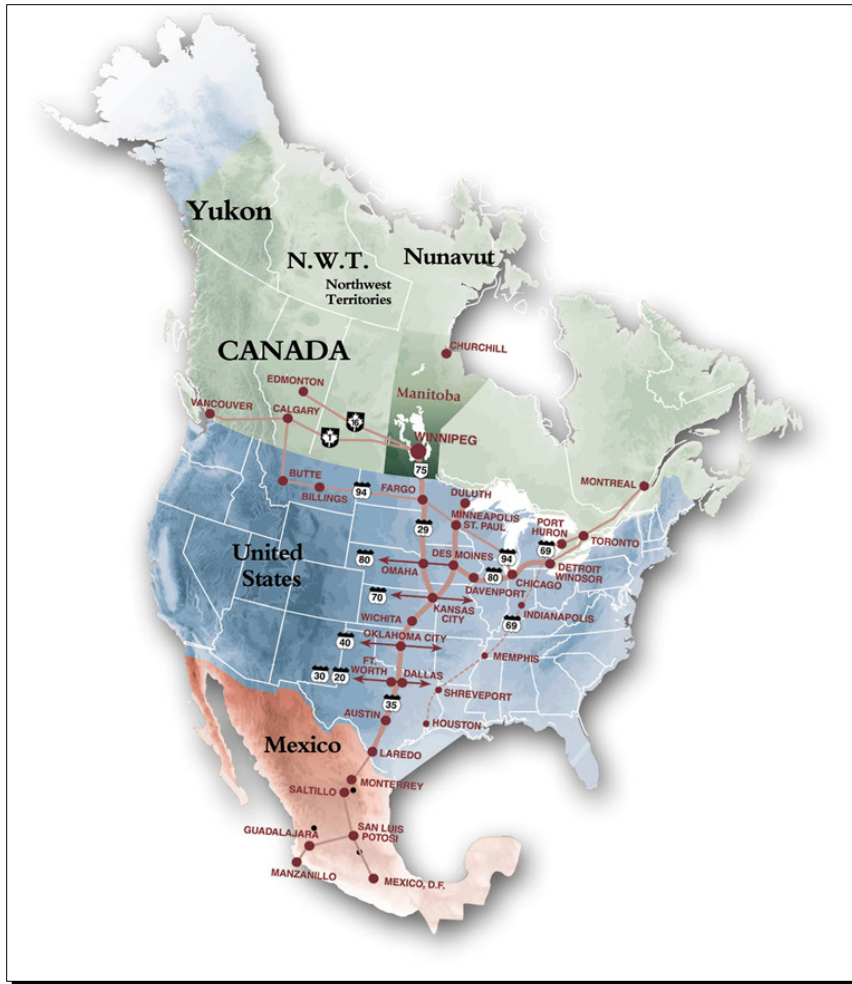 Yukon
N.W.T.
Northwest
Territories
Nunavut
CANADA
CHURCHILL
Manitoba
EDMONTON
VANCOUVER
CALGARY
16
1
WINNIPEG
75
BUTTE
BILLINGS
94
FARGO
DULUTH
MONTREAL
MINNEAPOLIS
ST. PAUL
PORT
HURON
69
TORONTO
29
United
States
80
OMAHA
DES MOINES
94
80
DETROIT
WINDSOR
CHICAGO
DAVENPORT
70
KANSAS
CITY
INDIANAPOLIS
WICHITA
69
40
OKLAHOMA CITY
MEMPHIS
30
20
FT.
WORTH
DALLAS
SHREVEPORT
35
AUSTIN
HOUSTON
Mexico
LAREDO
MONTERREY
SALTILLO
GUADALAJARA
SAN LUIS
POTOSI
MANZANILLO
MEXICO, D.F.